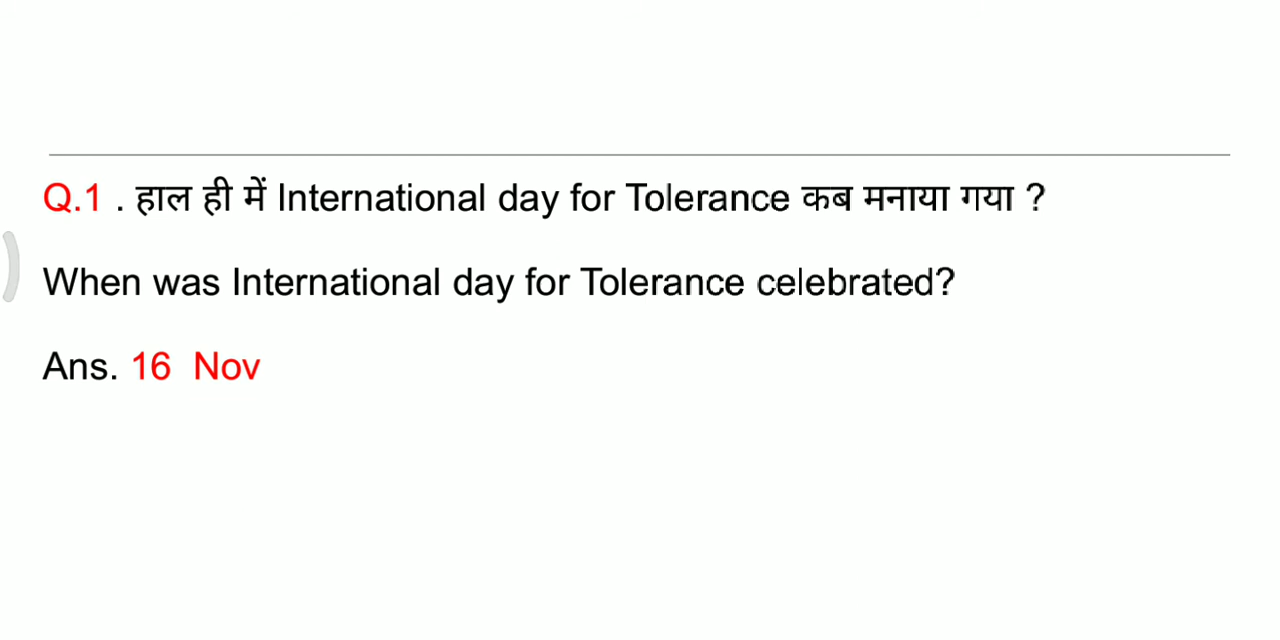 Q.1 . हाल ही में International day for Tolerance कब मनाया गया ?
When was International day for Tolerance celebrated?
Ans. 16 Nov